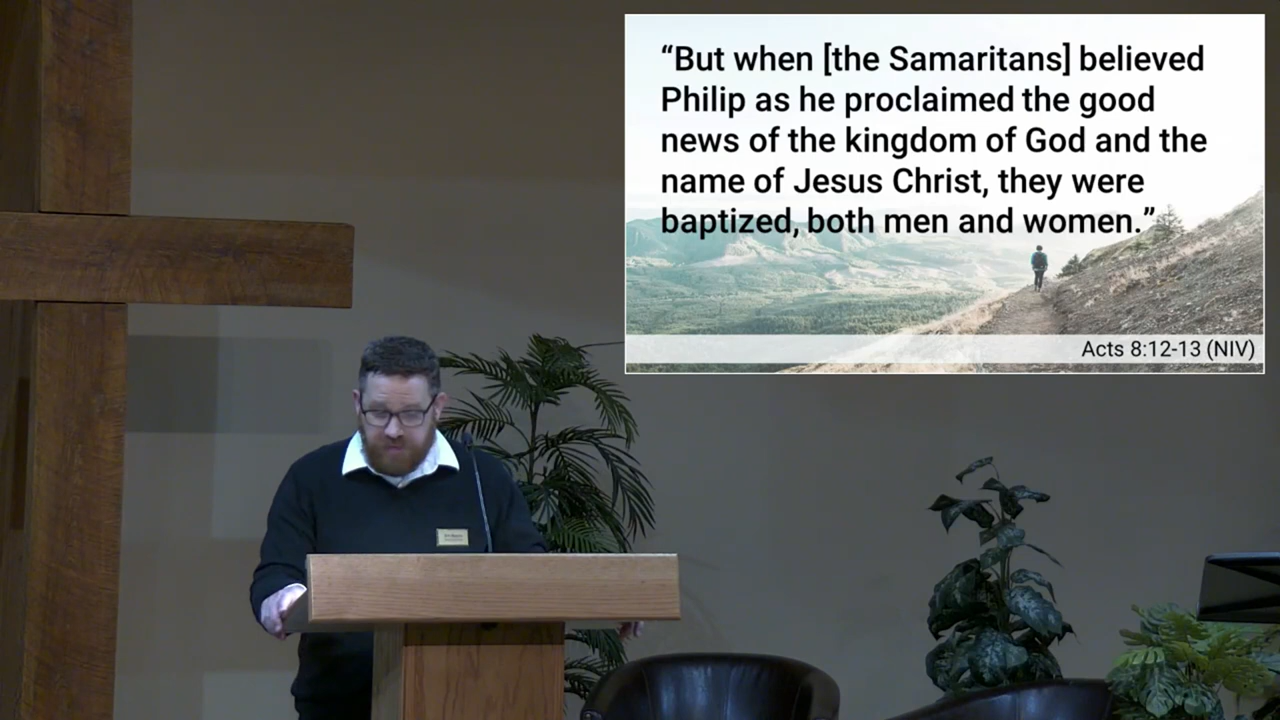 “But when [the Samaritans] believed
Philip as he proclaimed the good
news of the kingdom of God and the
name of Jesus Christ, they were
baptized, both men and women.”
Acts 8:12-13 (NIV)